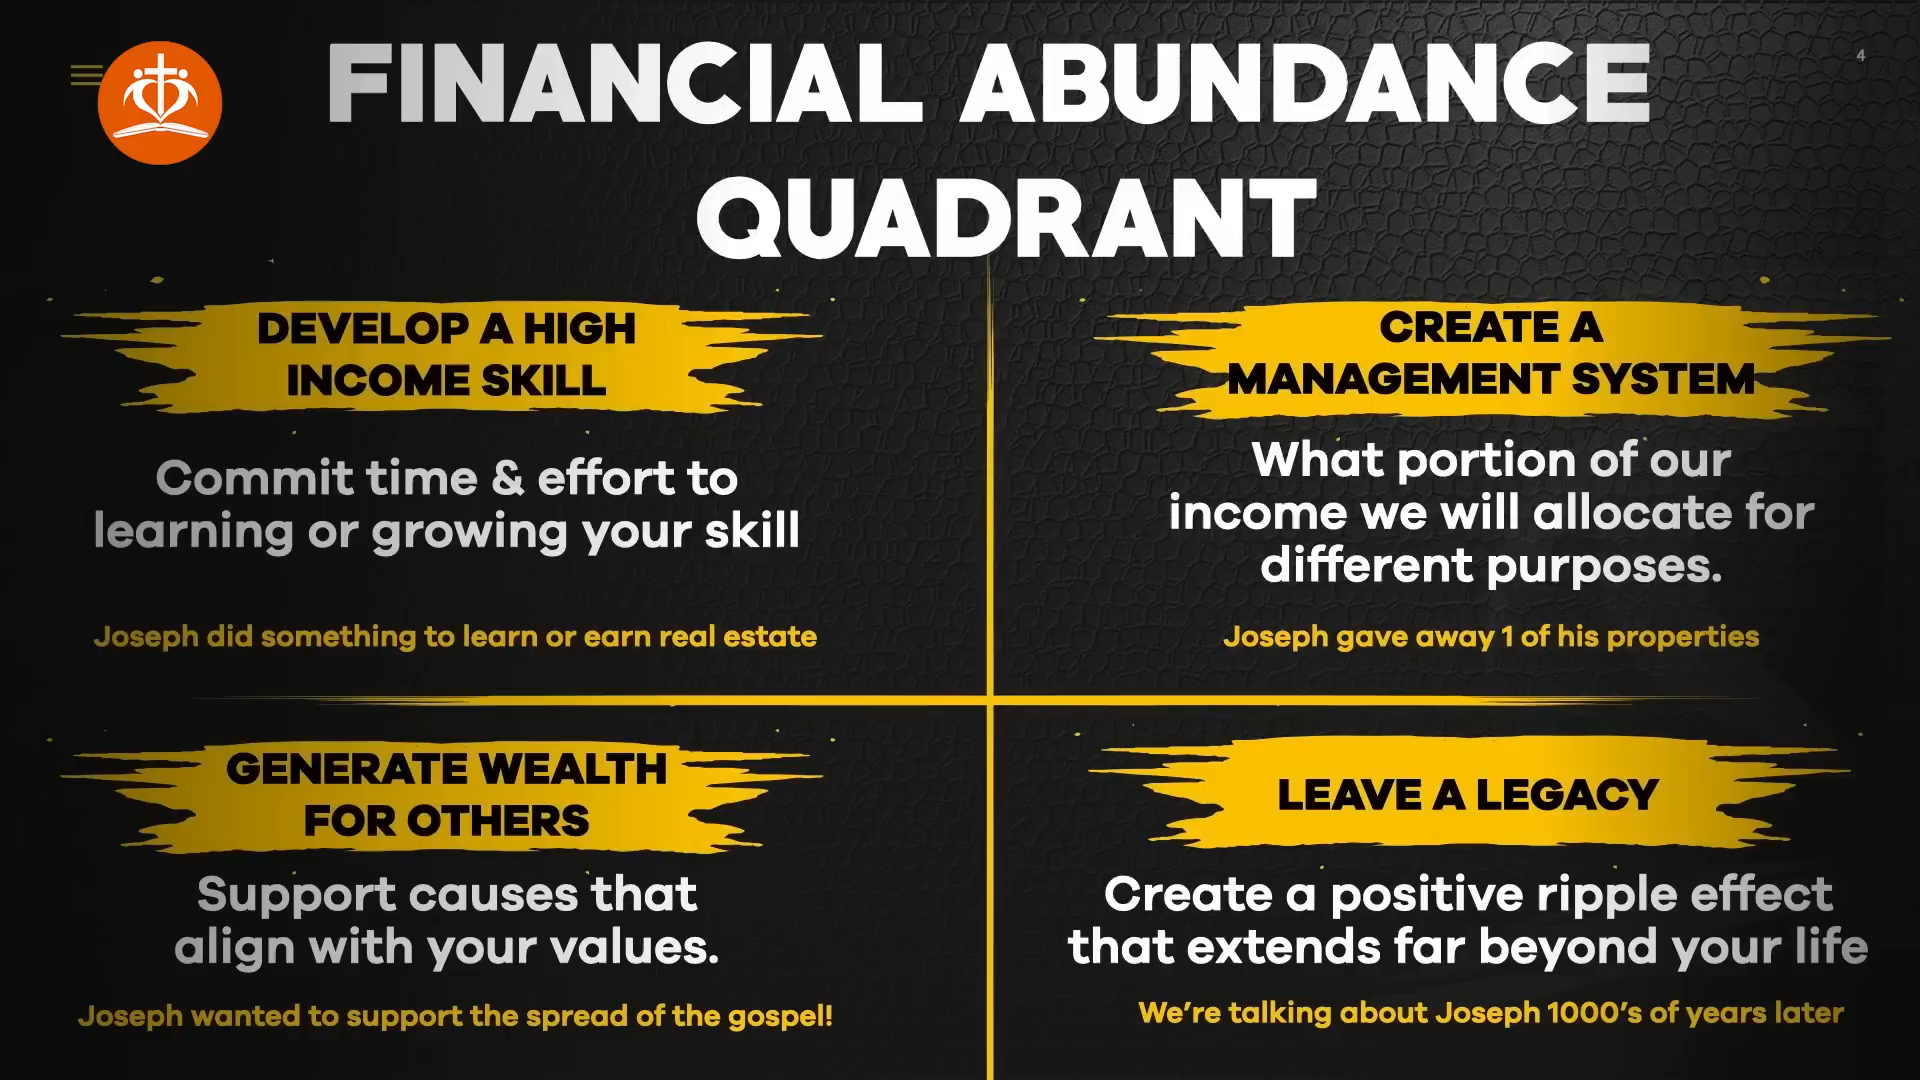 FINANCIAL ABUNDANCE
QUADRANT
4
DEVELOP A HIGH
INCOME SKILL
Commit time & effort to
learning or growing your skill
Joseph did something to learn or earn real estate
CREATE A
MANAGEMENT SYSTEM
What portion of our
income we will allocate for
different purposes.
Joseph gave away 1 of his properties
GENERATE WEALTH
FOR OTHERS
Support causes that
align with your values.
Joseph wanted to support the spread of the gospel!
LEAVE A LEGACY
Create a positive ripple effect
that extends far beyond your life
We're talking about Joseph 1000's of years later